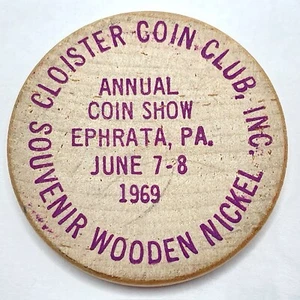 CLOISTER COIN CLUB, INC.
ANNUAL
COIN SHOW
EPHRATA, PA.
JUNE 7-8
1969
SOUVENIR WOODEN NICKEL